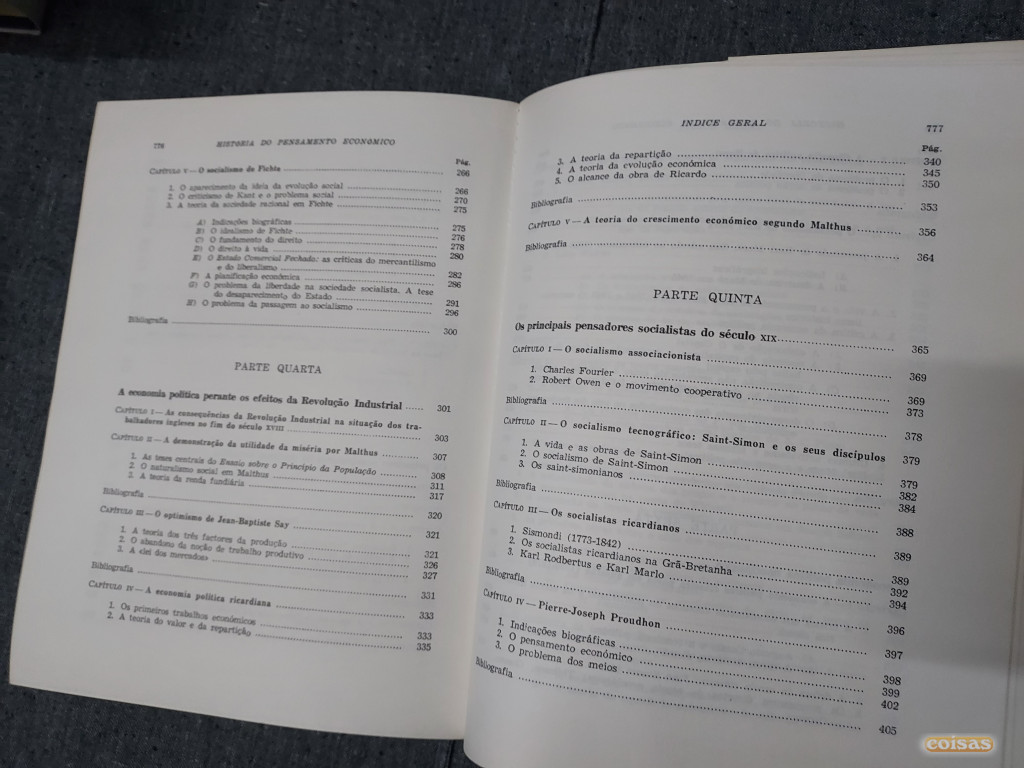 776 HISTORIA DO PENSAMENTO ECONOMICO
Pág.
CAPÍTULO V — O socialismo de Fichte 266
1. O aparecimento da ideia da evolução social 266
2. O criticismo de Kant e o problema social 270
3. A teoria da sociedade racional em Fichte 275
A) Indicações biográficas 275
B) O idealismo de Fichte 276
C) O fundamento do direito 278
D) O direito à vida 280
E) O Estado Comercial Fechado: as críticas do mercantilismo
e do liberalismo 282
F) A planificação económica 286
G) O problema da liberdade na sociedade socialista. A tese
do desaparecimento do Estado 291
H) O problema da passagem ao socialismo 296
Bibliografia 300
PARTE QUARTA
A economia política perante os efeitos da Revolução Industrial 301
CAPÍTULO I — As consequências da Revolução Industrial na situação dos tra-
balhadores ingleses no fim do século XVIII 303
CAPÍTULO II — A demonstração da utilidade da miséria por Malthus 307
1. As teses centrais do Ensaio sobre o Princípio da População 308
2. O naturalismo social em Malthus 311
3. A teoria da renda fundiária 317
Bibliografia 320
CAPÍTULO III — O optimismo de Jean-Baptiste Say 321
1. A teoria dos três factores da produção 321
2. O abandono da noção de trabalho produtivo 326
3. A «lei dos mercados» 327
Bibliografia 331
CAPÍTULO IV — A economia política ricardiana 333
1. Os primeiros trabalhos económicos 333
2. A teoria do valor e da repartição 335
INDICE GERAL 777
Pág.
3. A teoria da repartição 340
4. A teoria da evolução económica 345
5. O alcance da obra de Ricardo 350
Bibliografia 353
CAPÍTULO V — A teoria do crescimento económico segundo Malthus 356
Bibliografia 364
PARTE QUINTA
Os principais pensadores socialistas do século XIX 365
CAPÍTULO I — O socialismo associacionista 369
1. Charles Fourier 369
2. Robert Owen e o movimento cooperativo 373
Bibliografia 378
CAPÍTULO II — O socialismo tecnográfico: Saint-Simon e os seus discípulos 379
1. A vida e as obras de Saint-Simon 379
2. O socialismo de Saint-Simon 382
3. Os saint-simonianos 384
Bibliografia 388
CAPÍTULO III — Os socialistas ricardianos 389
1. Sismondi (1773-1842) 389
2. Os socialistas ricardianos na Grã-Bretanha 392
3. Karl Rodbertus e Karl Marlo 394
Bibliografia 396
CAPÍTULO IV — Pierre-Joseph Proudhon 397
1. Indicações biográficas 398
2. O pensamento económico 399
3. O problema dos meios 402
Bibliografia 405
coisas